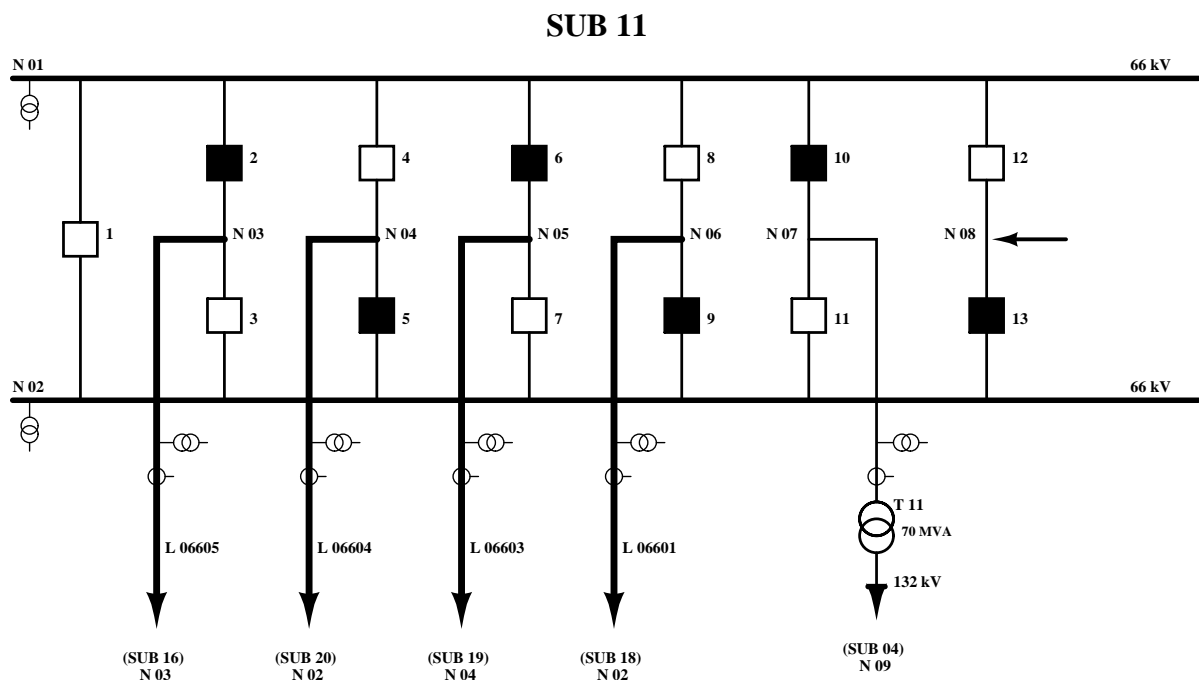 SUB 11
N 01
66 kV
2
4
6
8
10
12
1
N 03
N 04
N 05
N 06
N 07
N 08
3
5
7
9
11
13
N 02
66 kV
T 11
70 MVA
L 06605
L 06604
L 06603
L 06601
132 kV
(SUB 16)
N 03
(SUB 20)
N 02
(SUB 19)
N 04
(SUB 18)
N 02
(SUB 04)
N 09